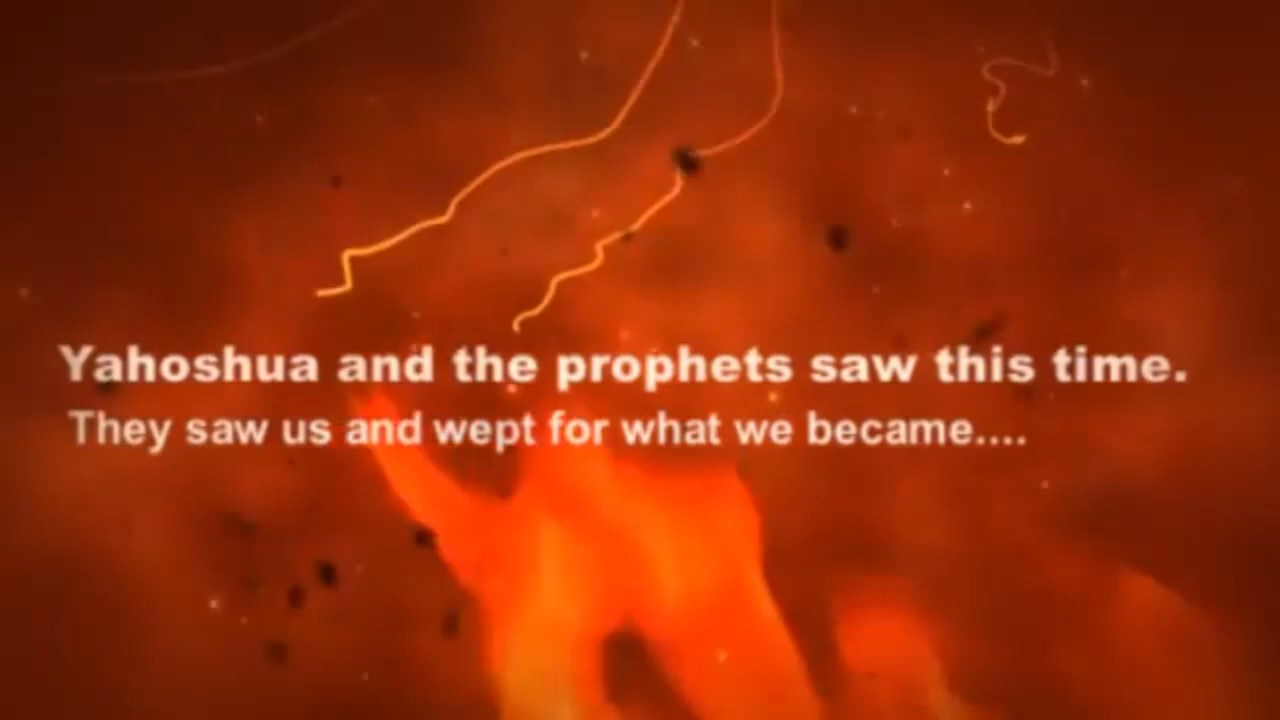 Yahoshua and the prophets saw this time.
They saw us and wept for what we became....